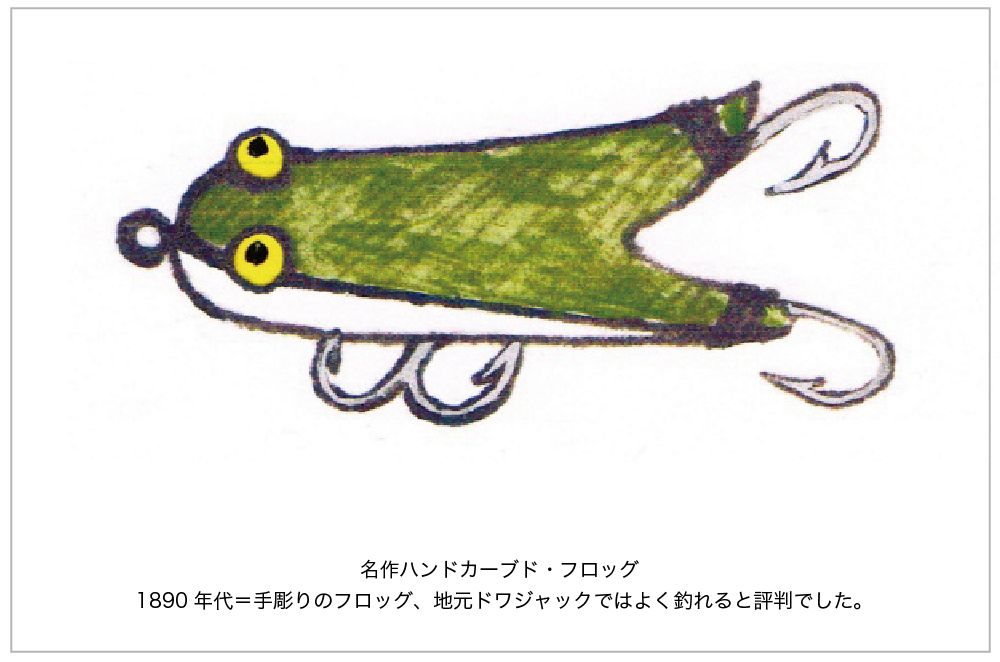 名作ハンドカーブド・フロッグ
1890 年代＝手彫りのフロッグ、地元ドワジャックではよく釣れると評判でした。